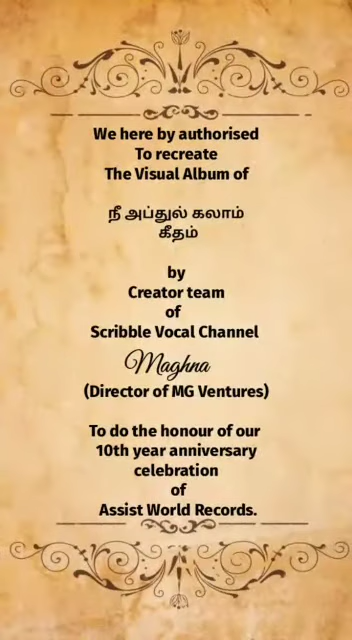 We here by authorised
To recreate
The Visual Album of
நீ அப்துல் கலாம்
கீதம்
by
Creator team
of
Scribble Vocal Channel
Maghna
(Director of MG Ventures)
To do the honour of our
10th year anniversary
celebration
of
Assist World Records.